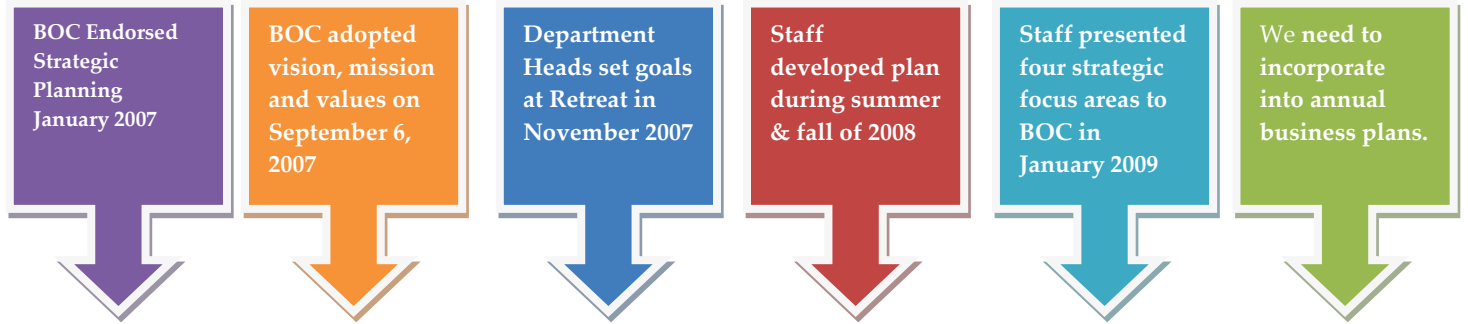 BOC Endorsed
Strategic
Planning
January 2007
BOC adopted
vision, mission
and values on
September 6,
2007
Department
Heads set goals
at Retreat in
November 2007
Staff
developed plan
during summer
& fall of 2008
Staff presented
four strategic
focus areas to
BOC in
January 2009
We need to
incorporate
into annual
business plans.